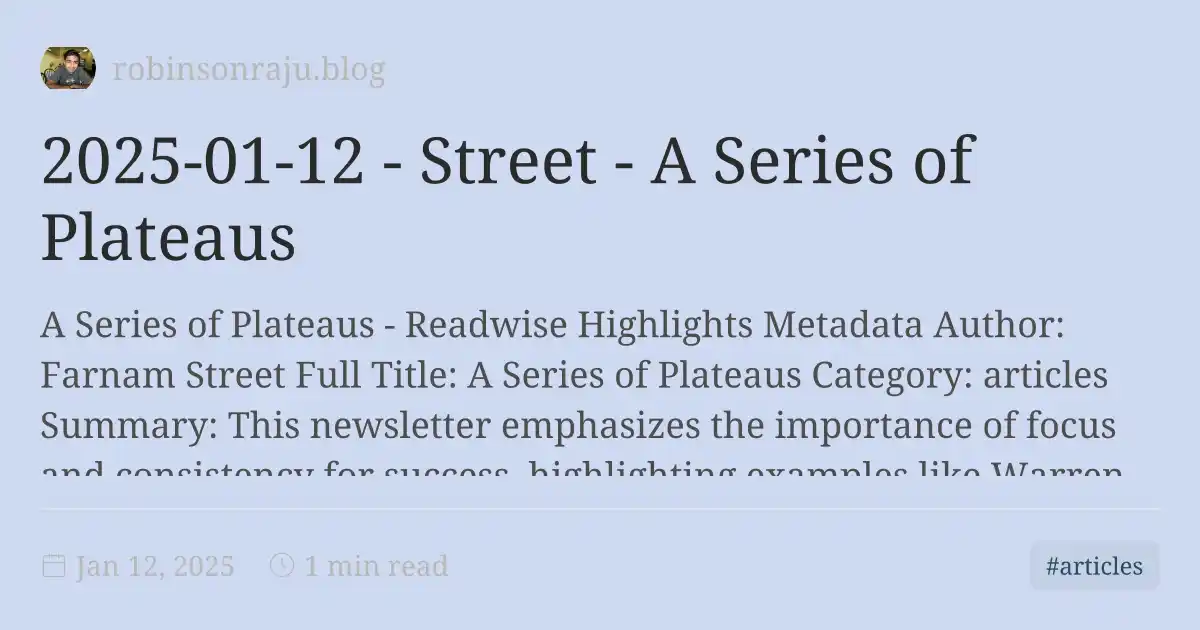 robinsonraju.blog
2025-01-12 - Street - A Series of
Plateaus
A Series of Plateaus - Readwise Highlights Metadata Author:
Farnam Street Full Title: A Series of Plateaus Category: articles
Summary: This newsletter emphasizes the importance of focus
and consistency for success, highlighting examples like Warren
Jan 12, 2025
1 min read
#articles